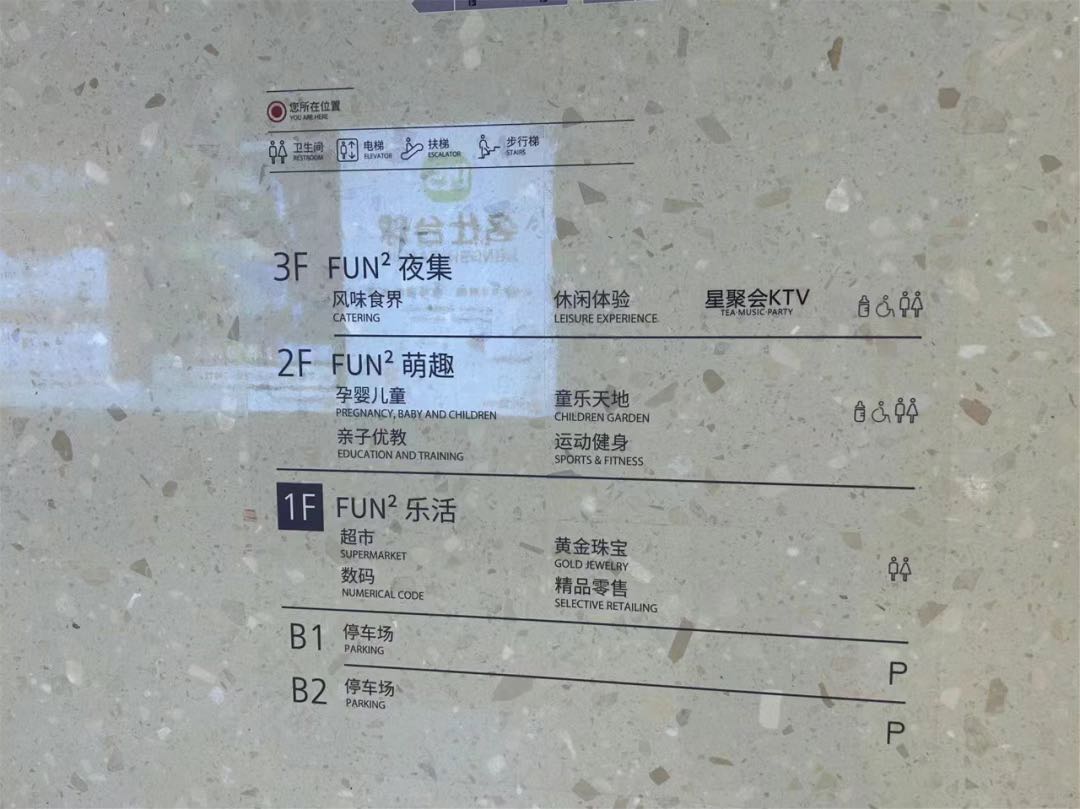 您所在位置
YOU ARE HERE
卫生间 电梯 扶梯 步行梯
RESTROOM ELEVATOR ESCALATOR STAIRS
名仕台球
3F FUN² 夜集
风味食界 休闲体验 星聚会KTV
CATERING LEISURE EXPERIENCE TEA·MUSIC·PARTY
2F FUN² 萌趣
孕婴儿童 童乐天地
PREGNANCY, BABY AND CHILDREN CHILDREN GARDEN
亲子优教 运动健身
EDUCATION AND TRAINING SPORTS & FITNESS
1F FUN² 乐活
超市 黄金珠宝
SUPERMARKET GOLD JEWELRY
数码 精品零售
NUMERICAL CODE SELECTIVE RETAILING
B1 停车场
PARKING
P
B2 停车场
PARKING
P